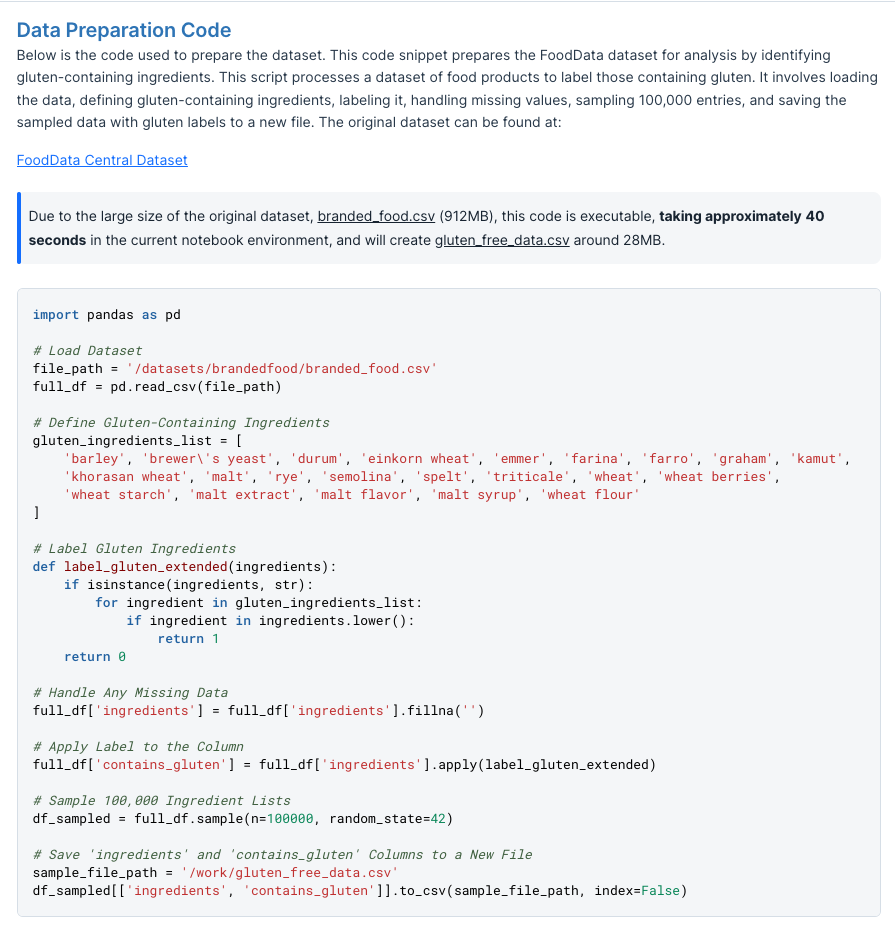 Data Preparation Code
Below is the code used to prepare the dataset. This code snippet prepares the FoodData dataset for analysis by identifying
gluten-containing ingredients. This script processes a dataset of food products to label those containing gluten. It involves loading
the data, defining gluten-containing ingredients, labeling it, handling missing values, sampling 100,000 entries, and saving the
sampled data with gluten labels to a new file. The original dataset can be found at:
FoodData Central Dataset
Due to the large size of the original dataset, branded_food.csv (912MB), this code is executable, taking approximately 40
seconds in the current notebook environment, and will create gluten_free_data.csv around 28MB.
import pandas as pd
# Load Dataset
file_path = '/datasets/brandedfood/branded_food.csv'
full_df = pd.read_csv(file_path)
# Define Gluten-Containing Ingredients
gluten_ingredients_list = [
    'barley', 'brewer\'s yeast', 'durum', 'einkorn wheat', 'emmer', 'farina', 'farro', 'graham', 'kamut',
    'khorasan wheat', 'malt', 'rye', 'semolina', 'spelt', 'triticale', 'wheat', 'wheat berries',
    'wheat starch', 'malt extract', 'malt flavor', 'malt syrup', 'wheat flour'
]
# Label Gluten Ingredients
def label_gluten_extended(ingredients):
    if isinstance(ingredients, str):
        for ingredient in gluten_ingredients_list:
            if ingredient in ingredients.lower():
                return 1
    return 0
# Handle Any Missing Data
full_df['ingredients'] = full_df['ingredients'].fillna('')
# Apply Label to the Column
full_df['contains_gluten'] = full_df['ingredients'].apply(label_gluten_extended)
# Sample 100,000 Ingredient Lists
df_sampled = full_df.sample(n=100000, random_state=42)
# Save 'ingredients' and 'contains_gluten' Columns to a New File
sample_file_path = '/work/gluten_free_data.csv'
df_sampled[['ingredients', 'contains_gluten']].to_csv(sample_file_path, index=False)